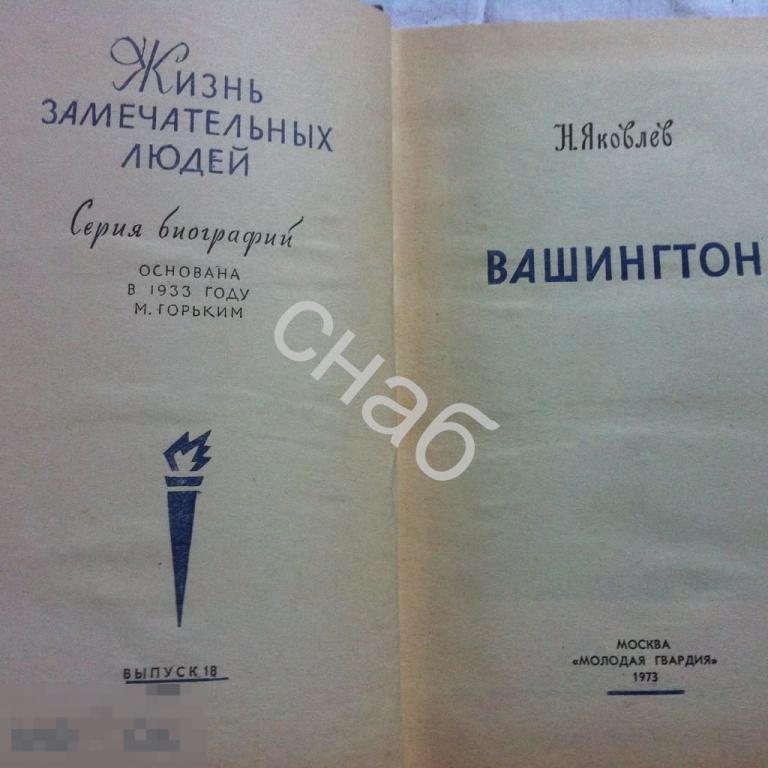 Жизнь
ЗАМЕЧАТЕЛЬНЫХ
ЛЮДЕЙ
Серия биографий
ОСНОВАНА
В 1933 ГОДУ
М. ГОРЬКИМ
ВЫПУСК 18
Н. Яковлев
ВАШИНГТОН
МОСКВА
«МОЛОДАЯ ГВАРДИЯ»
1973
снаб